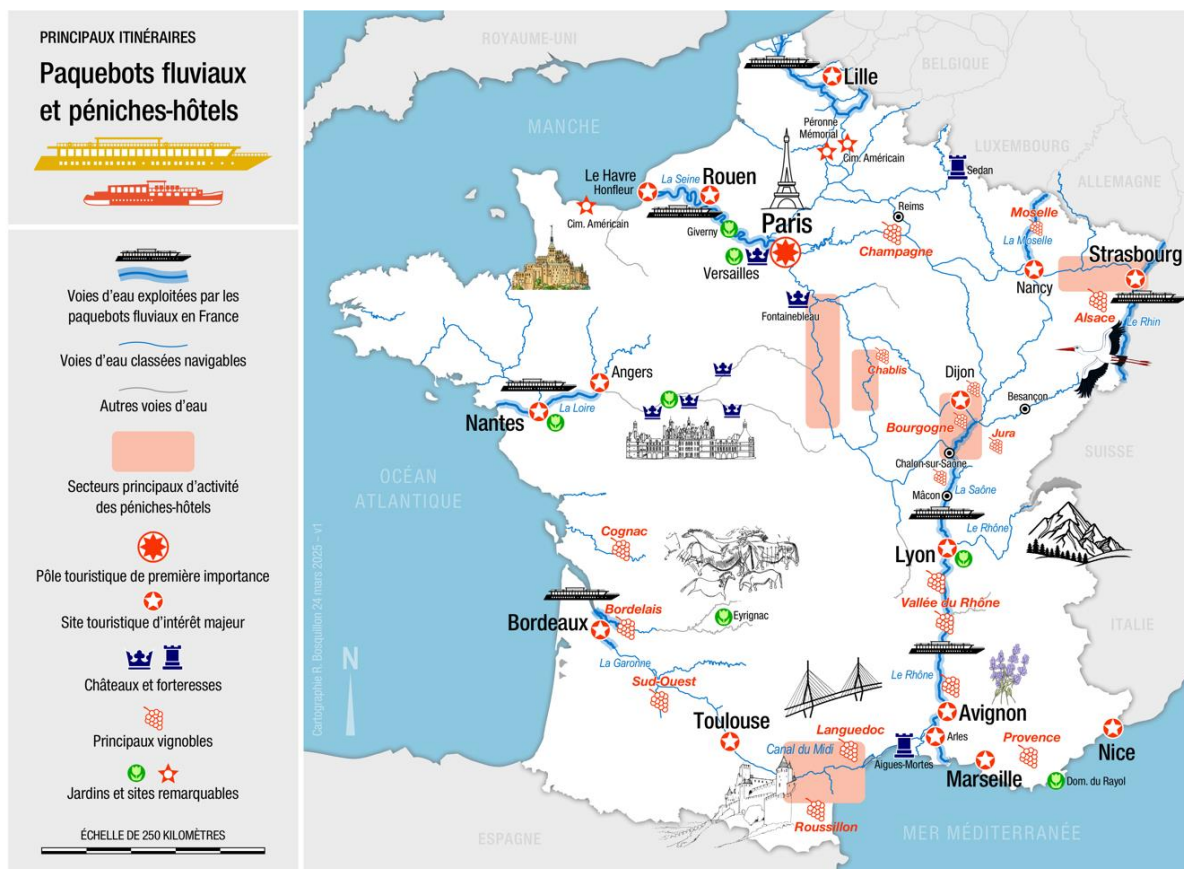 PRINCIPAUX ITINÉRAIRES
Paquebots fluviaux
et péniches-hôtels
Voies d'eau exploitées par les
paquebots fluviaux en France
Voies d'eau classées navigables
Autres voies d'eau
Secteurs principaux d'activité
des péniches-hôtels
Pôle touristique de première importance
Site touristique d'intérêt majeur
Châteaux et forteresses
Principaux vignobles
Jardins et sites remarquables
ÉCHELLE DE 250 KILOMÈTRES
ROYAUME-UNI
BELGIQUE
Lille
MANCHE
Péronne
Mémorial
Cim. Américain
LUXEMBOURG
Sedan
ALLEMAGNE
Le Havre
Honfleur
La Seine
Rouen
Cim. Américain
Giverny
Paris
Versailles
Reims
Champagne
Moselle
La Moselle
Nancy
Strasbourg
Alsace
Le Rhin
Fontainebleau
Chablis
Angers
La Loire
Nantes
Dijon
Besançon
Bourgogne
Jura
Chalon-sur-Saône
SUISSE
Mâcon
La Saône
OCÉAN
ATLANTIQUE
Cognac
Le Rhône
Lyon
Vallée du Rhône
Bordelais
Bordeaux
Eyrignac
ITALIE
La Garonne
Sud-Ouest
Le Rhône
Toulouse
Avignon
Languedoc
Canal du Midi
Arles
Provence
Nice
Aigues-Mortes
Marseille
Dom. du Rayol
Roussillon
ESPAGNE
MER MÉDITERRANÉE
N
Cartographie R. Bosquillon 24 mars 2025 – v1